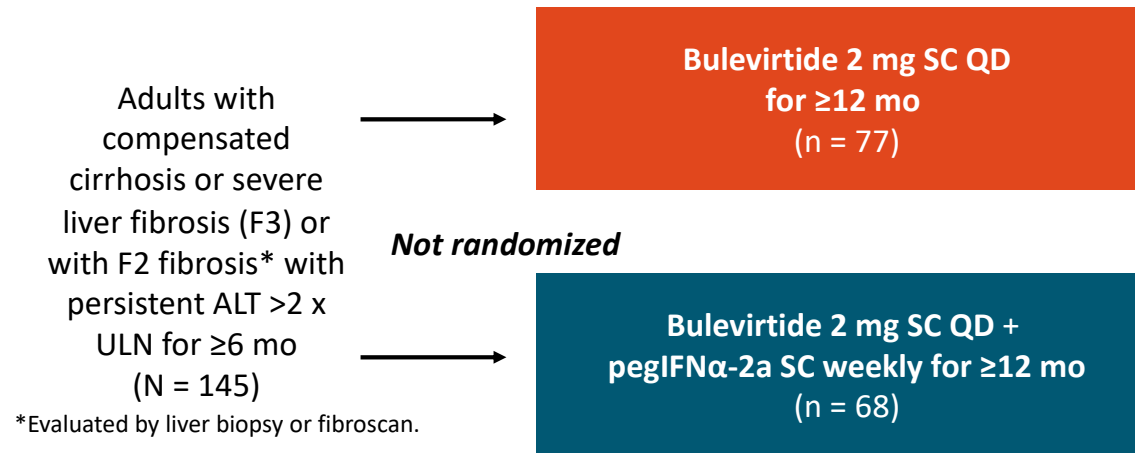 Adults with
compensated
cirrhosis or severe
liver fibrosis (F3) or
with F2 fibrosis* with
persistent ALT >2 x
ULN for ≥6 mo
(N = 145)
*Evaluated by liver biopsy or fibroscan.
Not randomized
Bulevirtide 2 mg SC QD
for ≥12 mo
(n = 77)
Bulevirtide 2 mg SC QD +
pegIFNα-2a SC weekly for ≥12 mo
(n = 68)